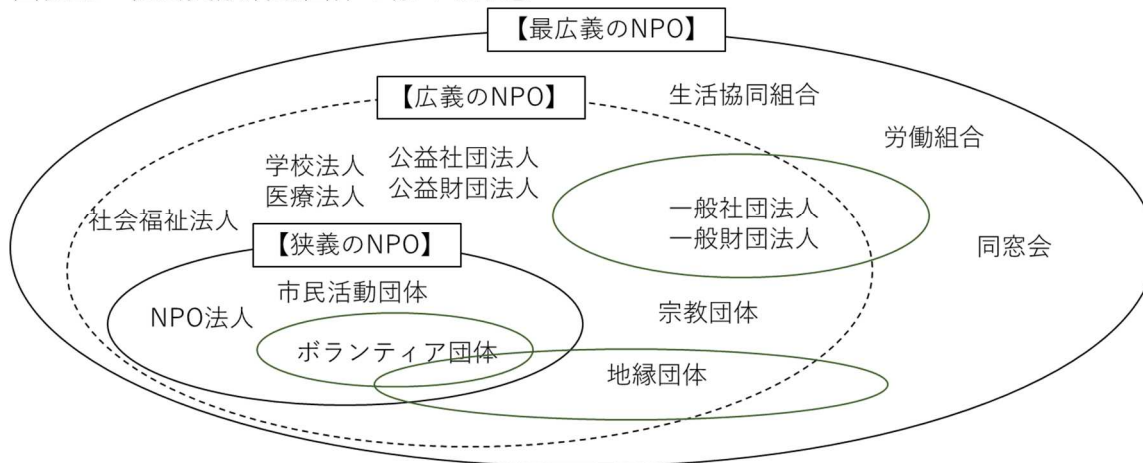 【最広義のNPO】
【広義のNPO】
生活協同組合
労働組合
学校法人
医療法人
公益社団法人
公益財団法人
社会福祉法人
一般社団法人
一般財団法人
【狭義のNPO】
同窓会
市民活動団体
NPO法人
宗教団体
ボランティア団体
地縁団体